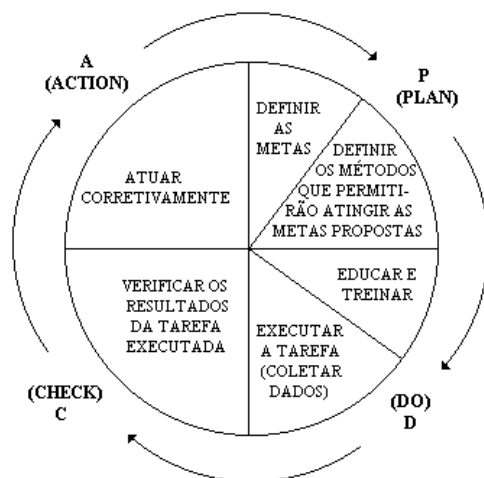 A
(ACTION)
P
(PLAN)
DEFINIR
AS
METAS
DEFINIR
OS MÉTODOS
QUE PERMITI-
RÃO ATINGIR AS
METAS PROPOSTAS
ATUAR
CORRETIVAMENTE
EDUCAR E
TREINAR
VERIFICAR OS
RESULTADOS
DA TAREFA
EXECUTADA
EXECUTAR
A TAREFA
(COLETAR
DADOS)
(CHECK)
C
(DO)
D